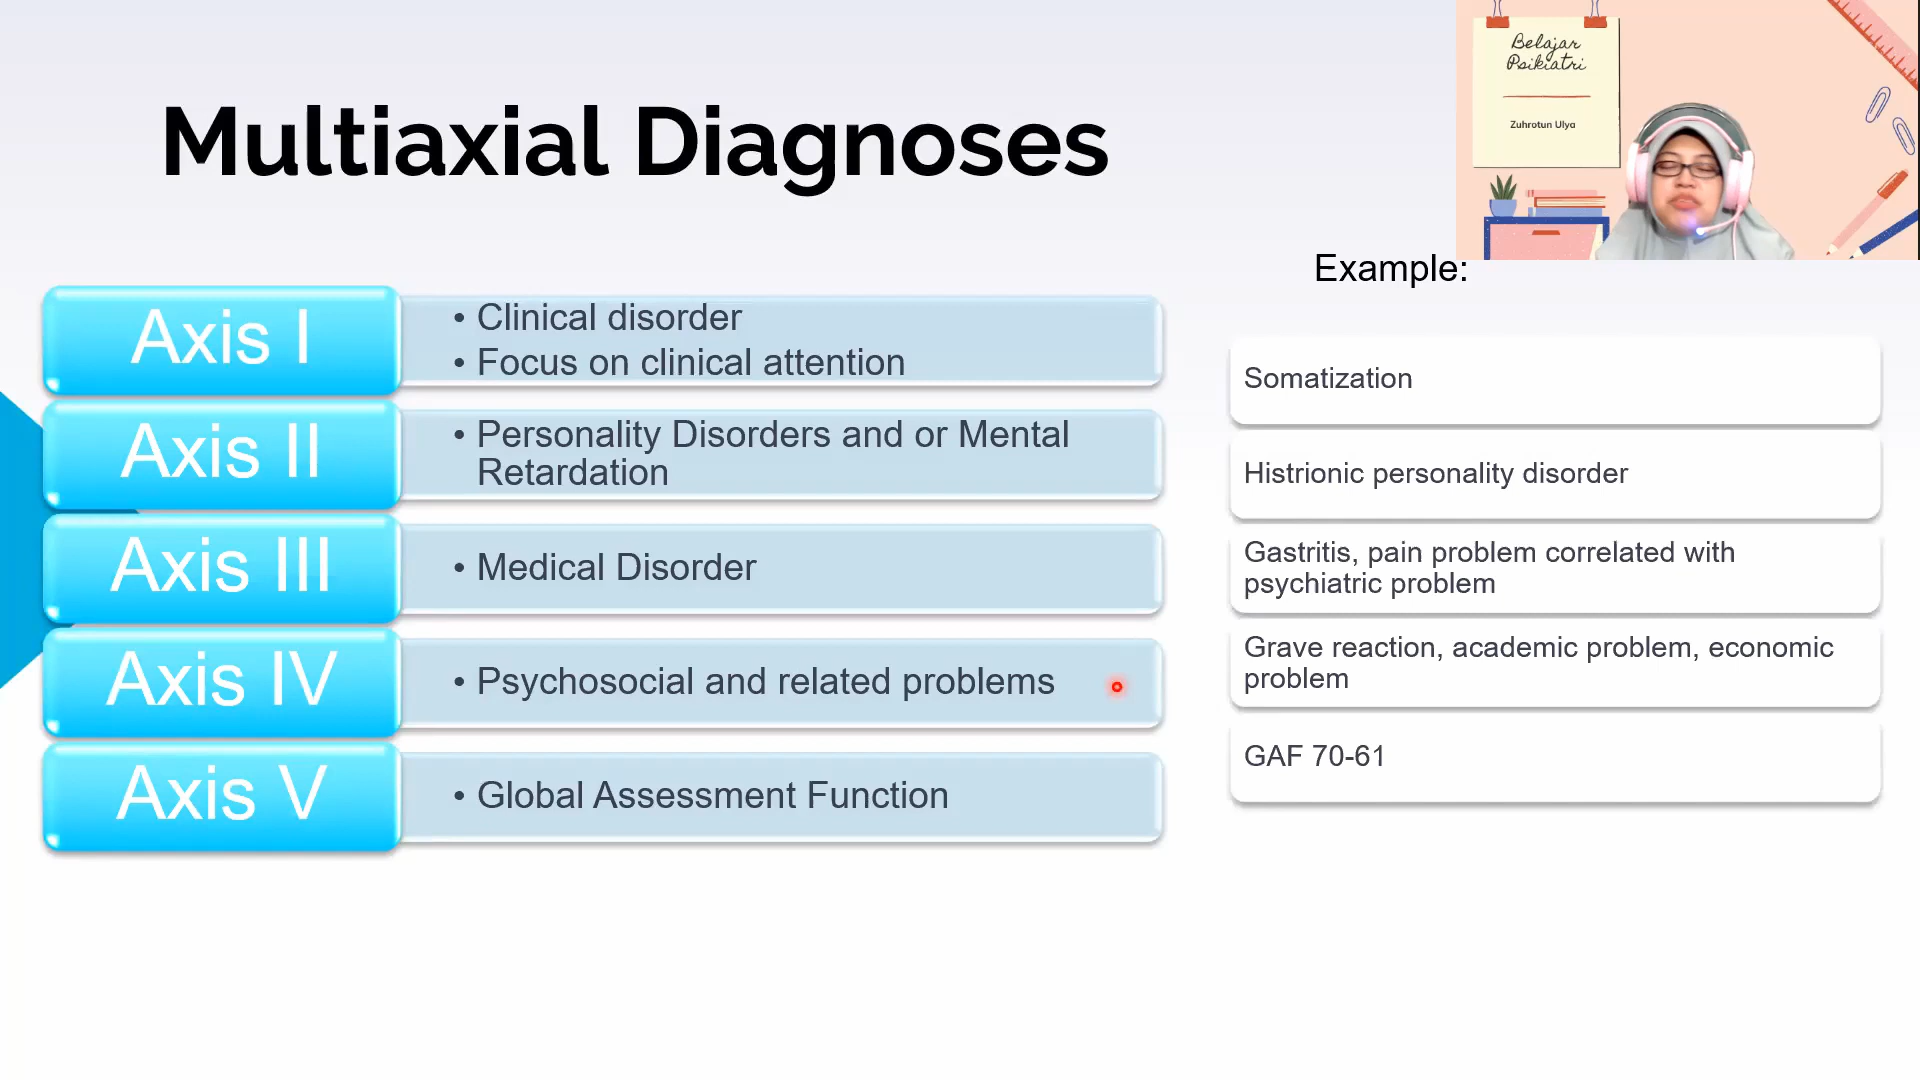 Belajar
Psikiatri
Zuhrotun Ulya
Multiaxial Diagnoses
Example:
Axis I
• Clinical disorder
• Focus on clinical attention
Somatization
Axis II
• Personality Disorders and or Mental
Retardation
Histrionic personality disorder
Axis III
• Medical Disorder
Gastritis, pain problem correlated with
psychiatric problem
Axis IV
• Psychosocial and related problems
Grave reaction, academic problem, economic
problem
Axis V
• Global Assessment Function
GAF 70-61